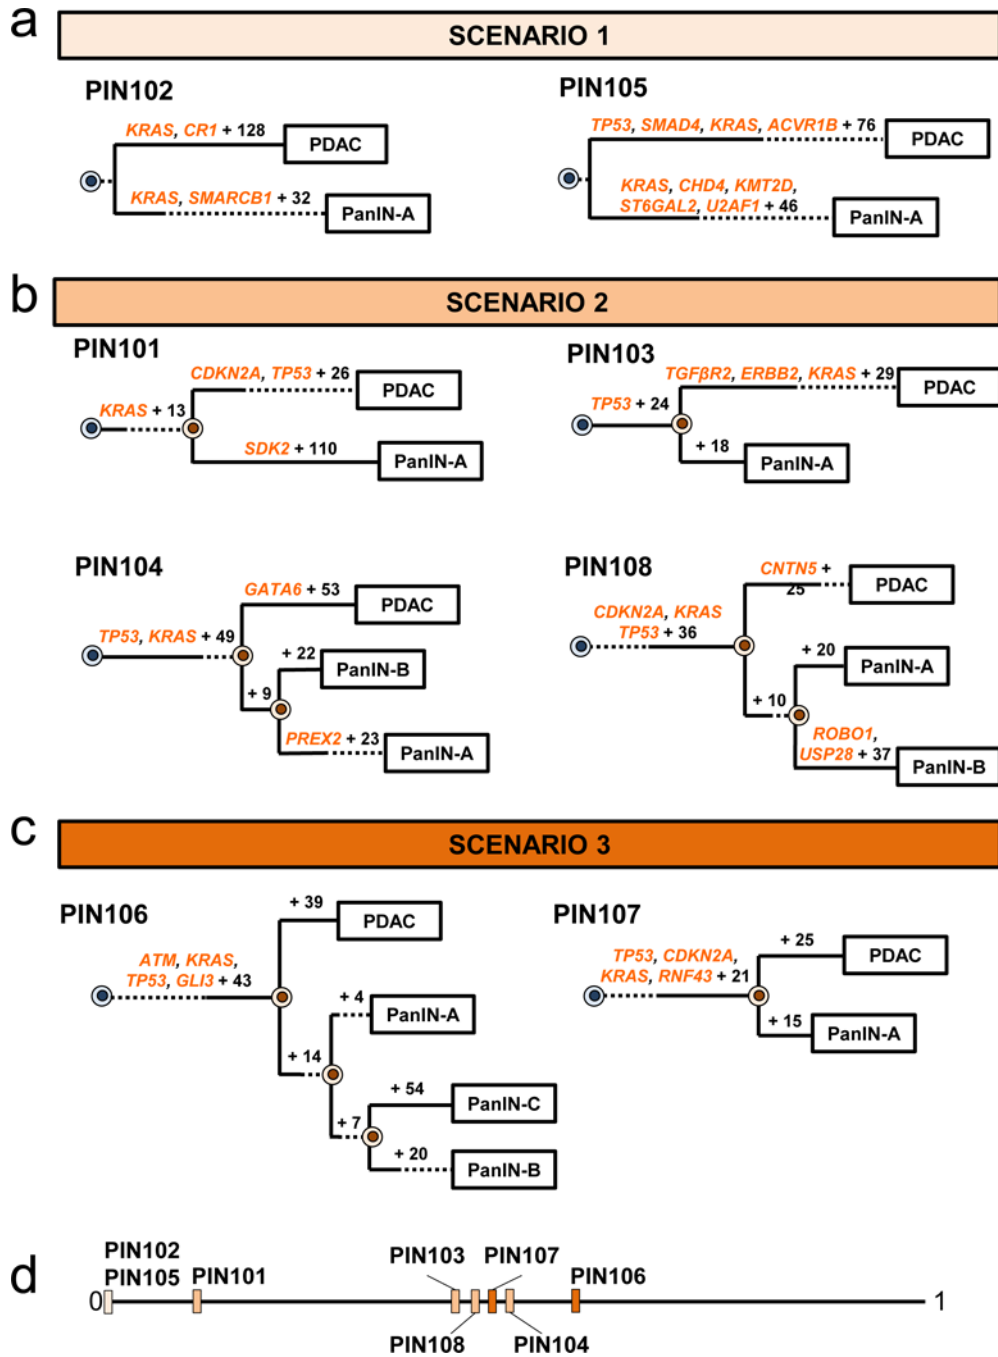 a
SCENARIO 1
PIN102
KRAS, CR1 + 128
PDAC
KRAS, SMARCB1 + 32
PanIN-A
PIN105
TP53, SMAD4, KRAS, ACVR1B + 76
PDAC
KRAS, CHD4, KMT2D,
ST6GAL2, U2AF1 + 46
PanIN-A
b
SCENARIO 2
PIN101
KRAS + 13
CDKN2A, TP53 + 26
PDAC
SDK2 + 110
PanIN-A
PIN103
TP53 + 24
TGFβR2, ERBB2, KRAS + 29
PDAC
+ 18
PanIN-A
PIN104
TP53, KRAS + 49
GATA6 + 53
PDAC
+ 22
PanIN-B
+ 9
PREX2 + 23
PanIN-A
PIN108
CDKN2A, KRAS
TP53 + 36
CNTN5 +
25
PDAC
+ 20
PanIN-A
+ 10
ROBO1,
USP28 + 37
PanIN-B
c
SCENARIO 3
PIN106
ATM, KRAS,
TP53, GLI3 + 43
+ 39
PDAC
+ 4
PanIN-A
+ 14
+ 54
PanIN-C
+ 7
+ 20
PanIN-B
PIN107
TP53, CDKN2A,
KRAS, RNF43 + 21
+ 25
PDAC
+ 15
PanIN-A
d
PIN102
PIN105
PIN101
PIN103
PIN107
PIN106
0
1
PIN108
PIN104